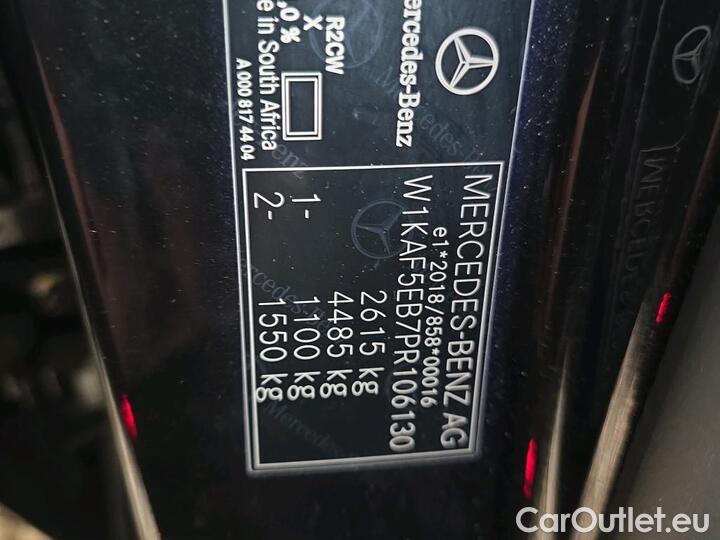 Mercedes-Benz
MERCEDES-BENZ AG
e1*2018/858*00016
W1KAF5EB7PR106130
2615 kg
4485 kg
1- 1100 kg
2- 1550 kg
R2CW
X
,0 %
e in South Africa
A 000 817 44 04
CarOutlet.eu